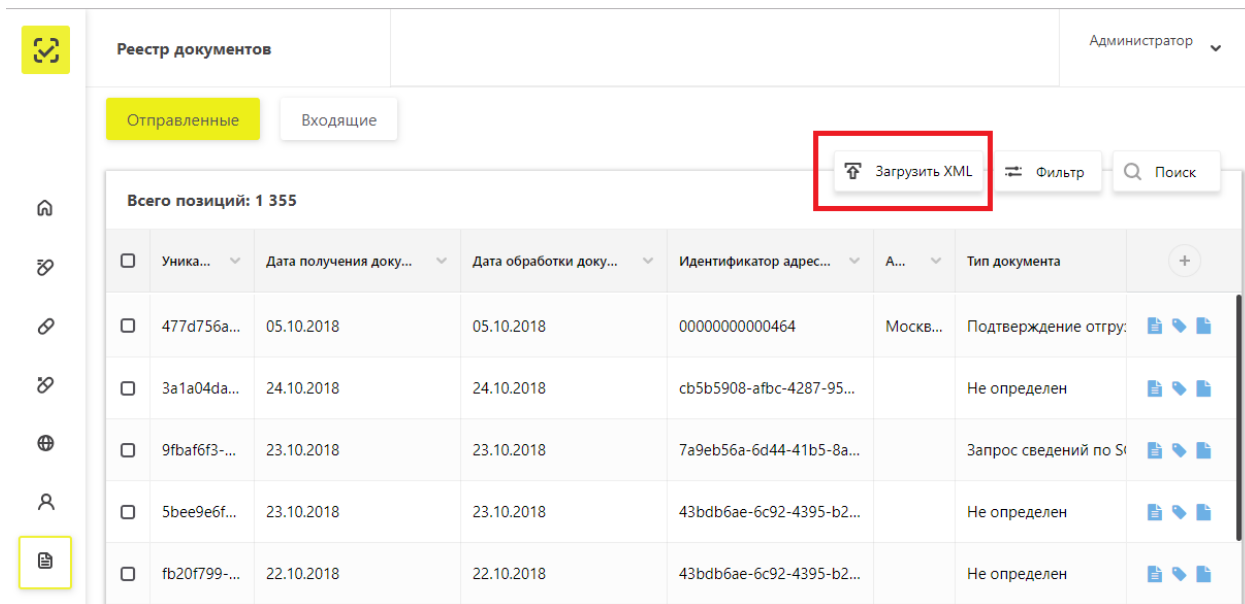 Реестр документов
Администратор
Отправленные Входящие
Загрузить XML Фильтр Поиск
Всего позиций: 1 355
Уника... Дата получения доку... Дата обработки доку... Идентификатор адрес... А... Тип документа
477d756a... 05.10.2018 05.10.2018 00000000000464 Москв... Подтверждение отгру
3a1a04da... 24.10.2018 24.10.2018 cb5b5908-afbc-4287-95... Не определен
9fbaf6f3-... 23.10.2018 23.10.2018 7a9eb56a-6d44-41b5-8a... Запрос сведений по S
5bee9e6f... 23.10.2018 23.10.2018 43bdb6ae-6c92-4395-b2... Не определен
fb20f799-... 22.10.2018 22.10.2018 43bdb6ae-6c92-4395-b2... Не определен